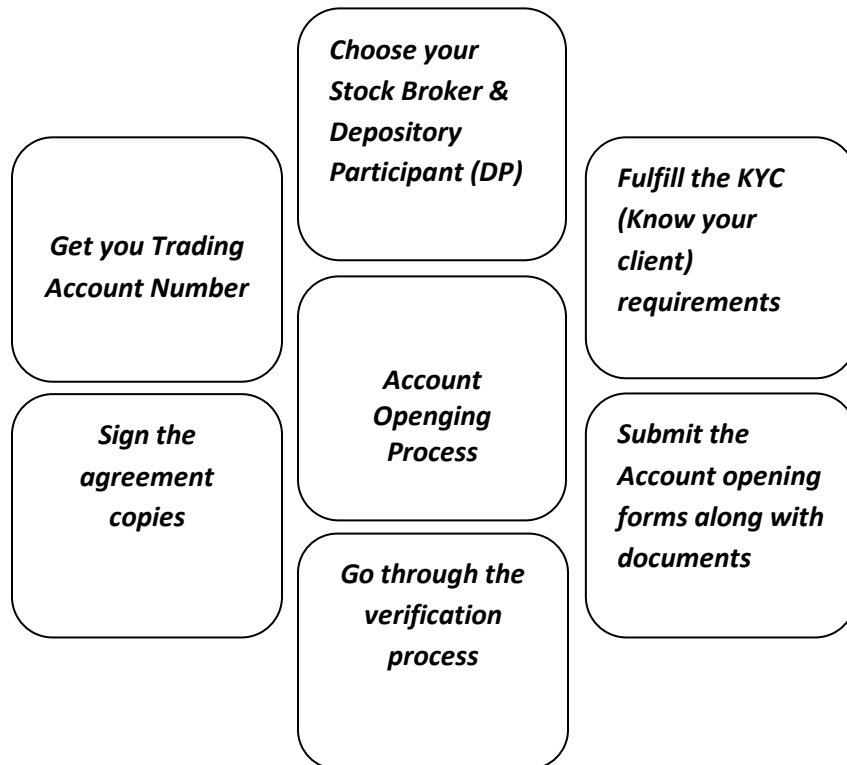 Choose your
Stock Broker &
Depository
Participant (DP)
Fulfill the KYC
(Know your
client)
requirements
Submit the
Account opening
forms along with
documents
Go through the
verification
process
Sign the
agreement
copies
Get you Trading
Account Number
Account
Openging
Process